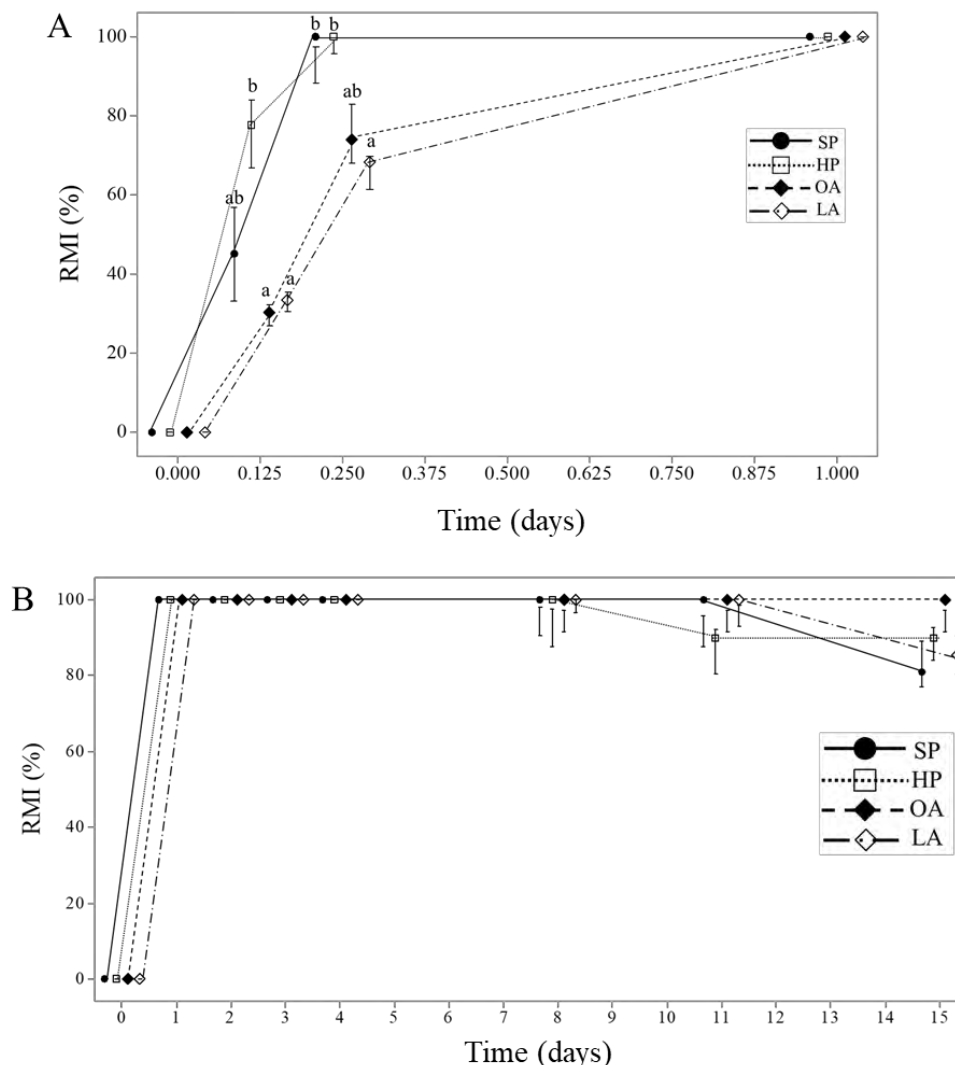 A
b b
100
b
80
ab
a
60
ab
40
a
a
20
0
RMI (%)
SP
HP
OA
LA
0.000 0.125 0.250 0.375 0.500 0.625 0.750 0.875 1.000
Time (days)
B
100
80
60
40
20
0
RMI (%)
SP
HP
OA
LA
0 1 2 3 4 5 6 7 8 9 10 11 12 13 14 15
Time (days)